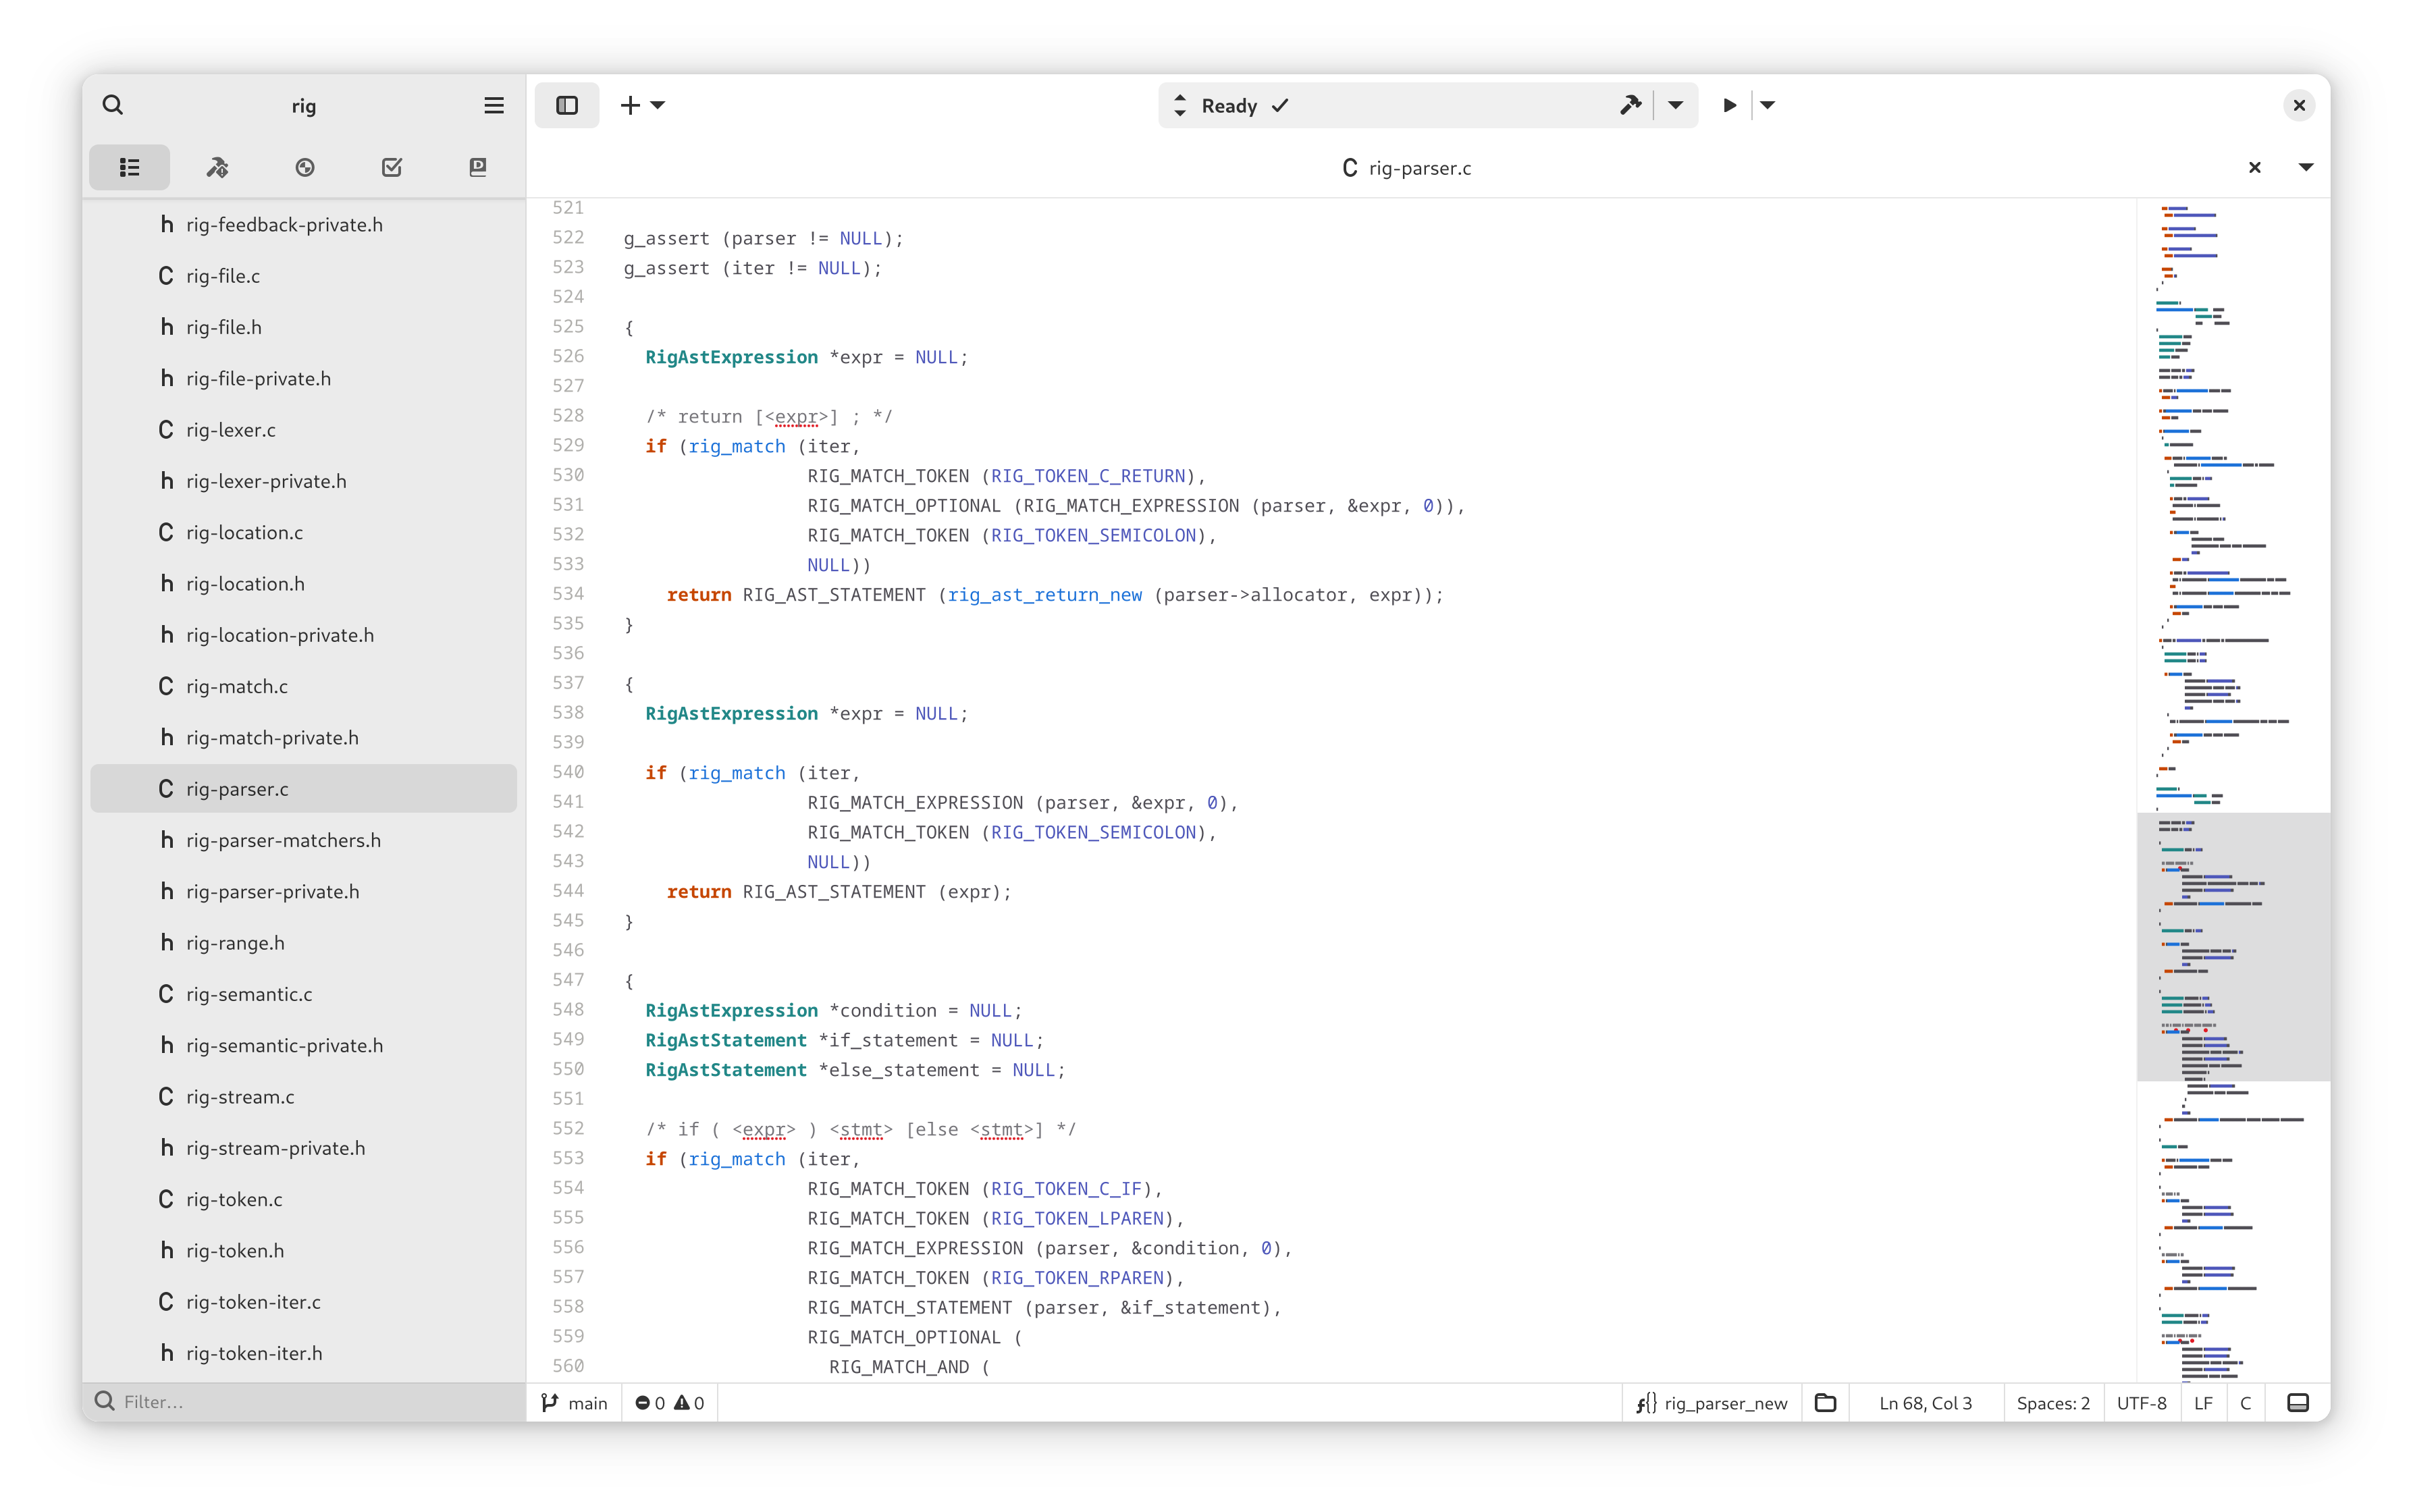 rig
Ready
rig-parser.c
rig-feedback-private.h
rig-file.c
rig-file.h
rig-file-private.h
rig-lexer.c
rig-lexer-private.h
rig-location.c
rig-location.h
rig-location-private.h
rig-match.c
rig-match-private.h
rig-parser.c
rig-parser-matchers.h
rig-parser-private.h
rig-range.h
rig-semantic.c
rig-semantic-private.h
rig-stream.c
rig-stream-private.h
rig-token.c
rig-token.h
rig-token-iter.c
rig-token-iter.h
Filter...
521
522 g_assert (parser != NULL);
523 g_assert (iter != NULL);
524
525 {
526 RigAstExpression *expr = NULL;
527
528 /* return [<expr>] ; */
529 if (rig_match (iter,
530 RIG_MATCH_TOKEN (RIG_TOKEN_C_RETURN),
531 RIG_MATCH_OPTIONAL (RIG_MATCH_EXPRESSION (parser, &expr, 0)),
532 RIG_MATCH_TOKEN (RIG_TOKEN_SEMICOLON),
533 NULL))
534 return RIG_AST_STATEMENT (rig_ast_return_new (parser->allocator, expr));
535 }
536
537 {
538 RigAstExpression *expr = NULL;
539
540 if (rig_match (iter,
541 RIG_MATCH_EXPRESSION (parser, &expr, 0),
542 RIG_MATCH_TOKEN (RIG_TOKEN_SEMICOLON),
543 NULL))
544 return RIG_AST_STATEMENT (expr);
545 }
546
547 {
548 RigAstExpression *condition = NULL;
549 RigAstStatement *if_statement = NULL;
550 RigAstStatement *else_statement = NULL;
551
552 /* if ( <expr> ) <stmt> [else <stmt>] */
553 if (rig_match (iter,
554 RIG_MATCH_TOKEN (RIG_TOKEN_C_IF),
555 RIG_MATCH_TOKEN (RIG_TOKEN_LPAREN),
556 RIG_MATCH_EXPRESSION (parser, &condition, 0),
557 RIG_MATCH_TOKEN (RIG_TOKEN_RPAREN),
558 RIG_MATCH_STATEMENT (parser, &if_statement),
559 RIG_MATCH_OPTIONAL (
560 RIG_MATCH_AND (
main 0 0 rig_parser_new Ln 68, Col 3 Spaces: 2 UTF-8 LF C